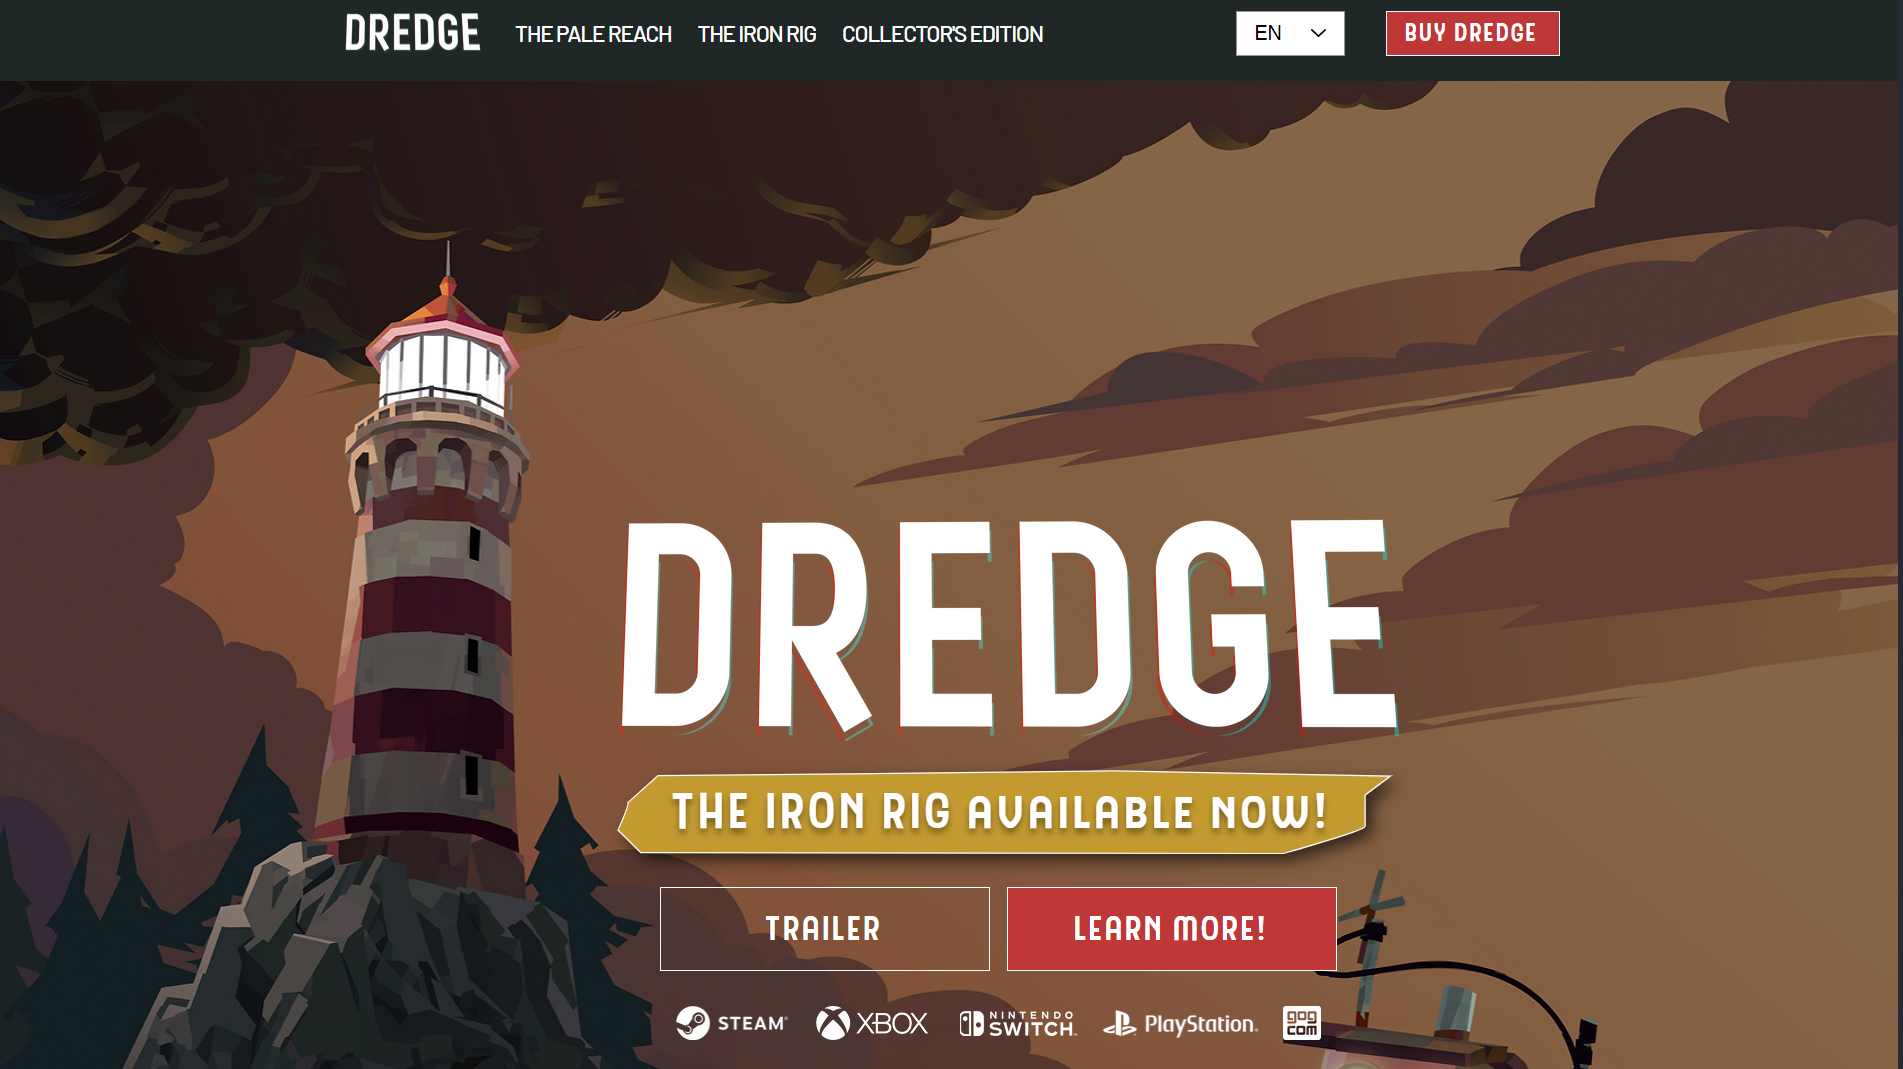 DREDGE THE PALE REACH THE IRON RIG COLLECTOR'S EDITION EN BUY DREDGE
DREDGE
THE IRON RIG AVAILABLE NOW!
TRAILER LEARN MORE!
STEAM® XBOX NINTENDO SWITCH™ PlayStation® GOG COM